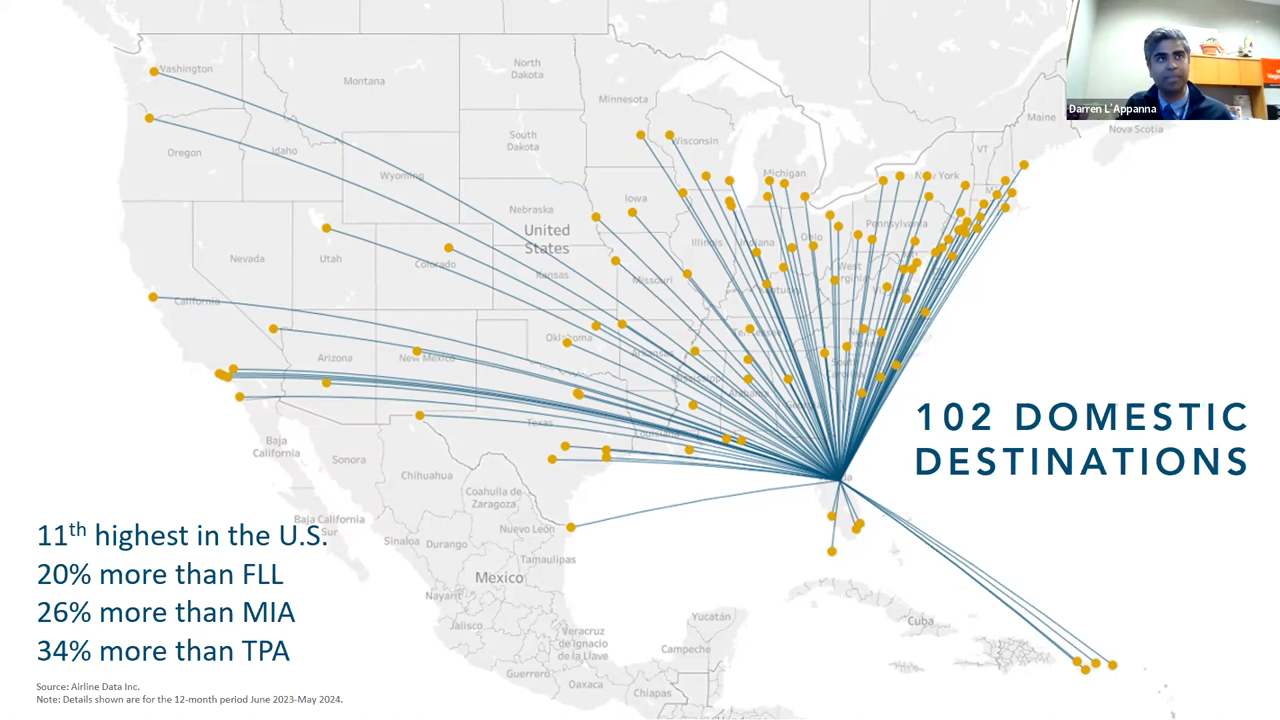 Washington
Montana
North
Dakota
Minnesota
Maine
Darren L'Appanna
Nova Scotia
Oregon
Idaho
South
Dakota
Wisconsin
VT
Wyoming
Michigan
Iowa
Nebraska
United
States
Pennsylvania
Nevada
Utah
Colorado
Kansas
Illinois
Indiana
Ohio
Missouri
West
Virginia
California
Arizona
New Mexico
Oklahoma
Arkansas
South
Carolina
Mississippi
Alabama
Texas
Louisiana
102 DOMESTIC
DESTINATIONS
Baja
California
Sonora
Chihuahua
Coahuila de
Zaragoza
Baja California
Sur
Sinaloa
Durango
Nuevo León
Tamaulipas
Mexico
Nayarit
Jalisco
Veracruz
de Ignacio
de la Llave
Yucatán
Campeche
Cuba
Guerrero
Oaxaca
Chiapas
11th highest in the U.S.
20% more than FLL
26% more than MIA
34% more than TPA
Source: Airline Data Inc.
Note: Details shown are for the 12-month period June 2023-May 2024.